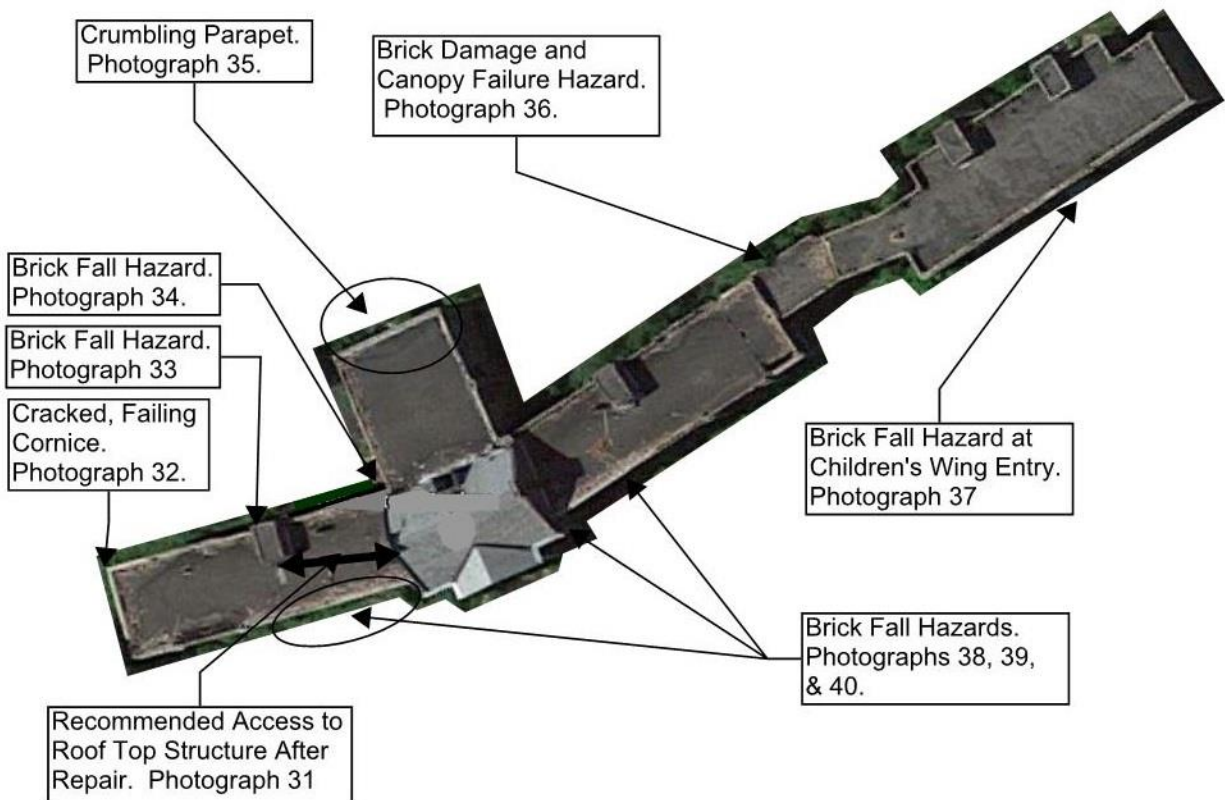 Crumbling Parapet.
Photograph 35.
Brick Damage and
Canopy Failure Hazard.
Photograph 36.
Brick Fall Hazard.
Photograph 34.
Brick Fall Hazard.
Photograph 33
Cracked, Failing
Cornice.
Photograph 32.
Brick Fall Hazard at
Children's Wing Entry.
Photograph 37
Brick Fall Hazards.
Photographs 38, 39,
& 40.
Recommended Access to
Roof Top Structure After
Repair. Photograph 31